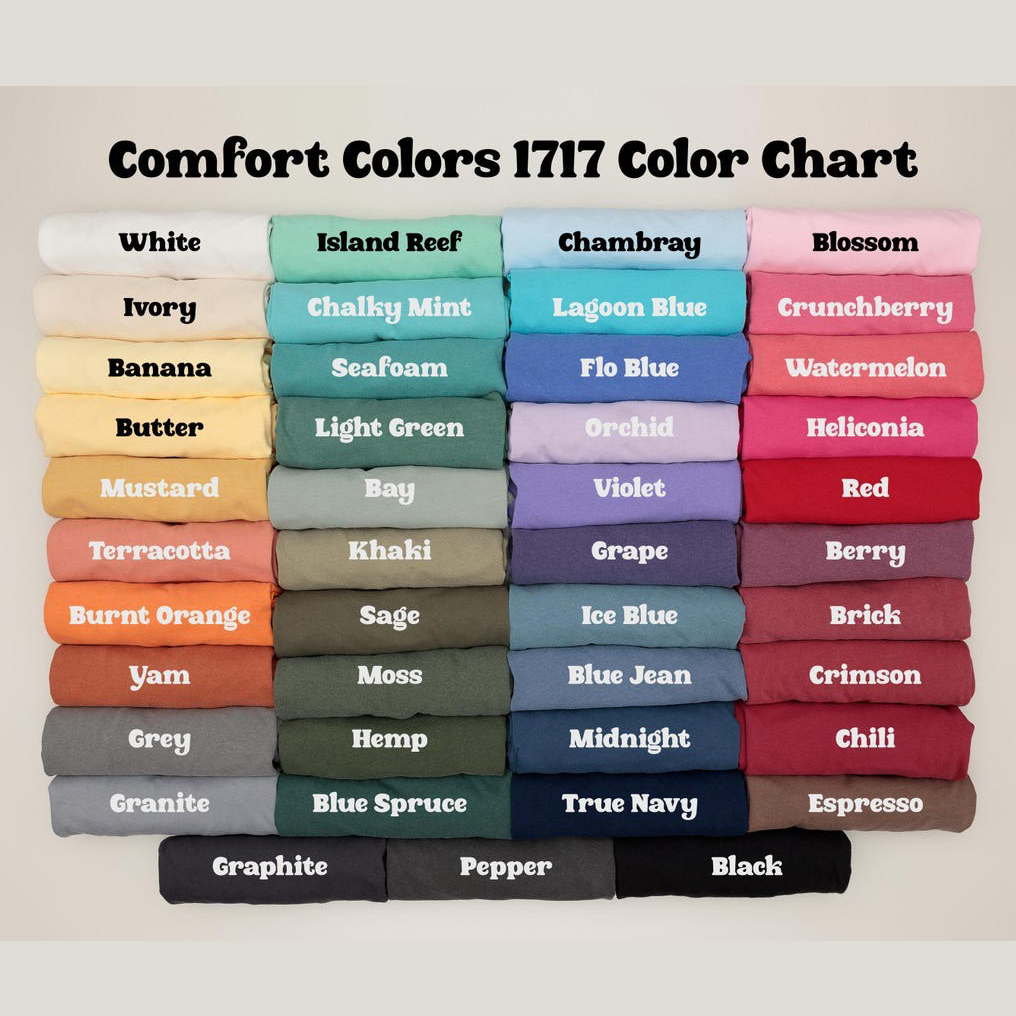 Comfort Colors 1717 Color Chart
White
Island Reef
Chambray
Blossom
Ivory
Chalky Mint
Lagoon Blue
Crunchberry
Banana
Seafoam
Flo Blue
Watermelon
Butter
Light Green
Orchid
Heliconia
Mustard
Bay
Violet
Red
Terracotta
Khaki
Grape
Berry
Burnt Orange
Sage
Ice Blue
Brick
Yam
Moss
Blue Jean
Crimson
Grey
Hemp
Midnight
Chili
Granite
Blue Spruce
True Navy
Espresso
Graphite
Pepper
Black